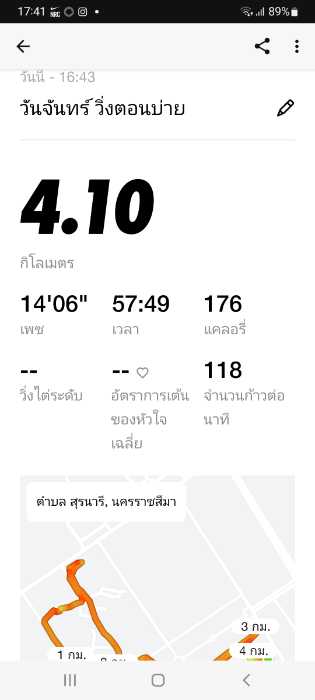 17:41 NRC
89%
วันนี้ - 16:43
วันจันทร์ วิ่งตอนบ่าย
4.10
กิโลเมตร
14'06" 57:49 176
เพซ เวลา แคลอรี่
-- -- 118
วิ่งไต่ระดับ อัตราการเต้น จำนวนก้าวต่อ
ของหัวใจ นาที
เฉลี่ย
ตำบล สุรนารี, นครราชสีมา
3 กม.
4 กม.
1 กม.